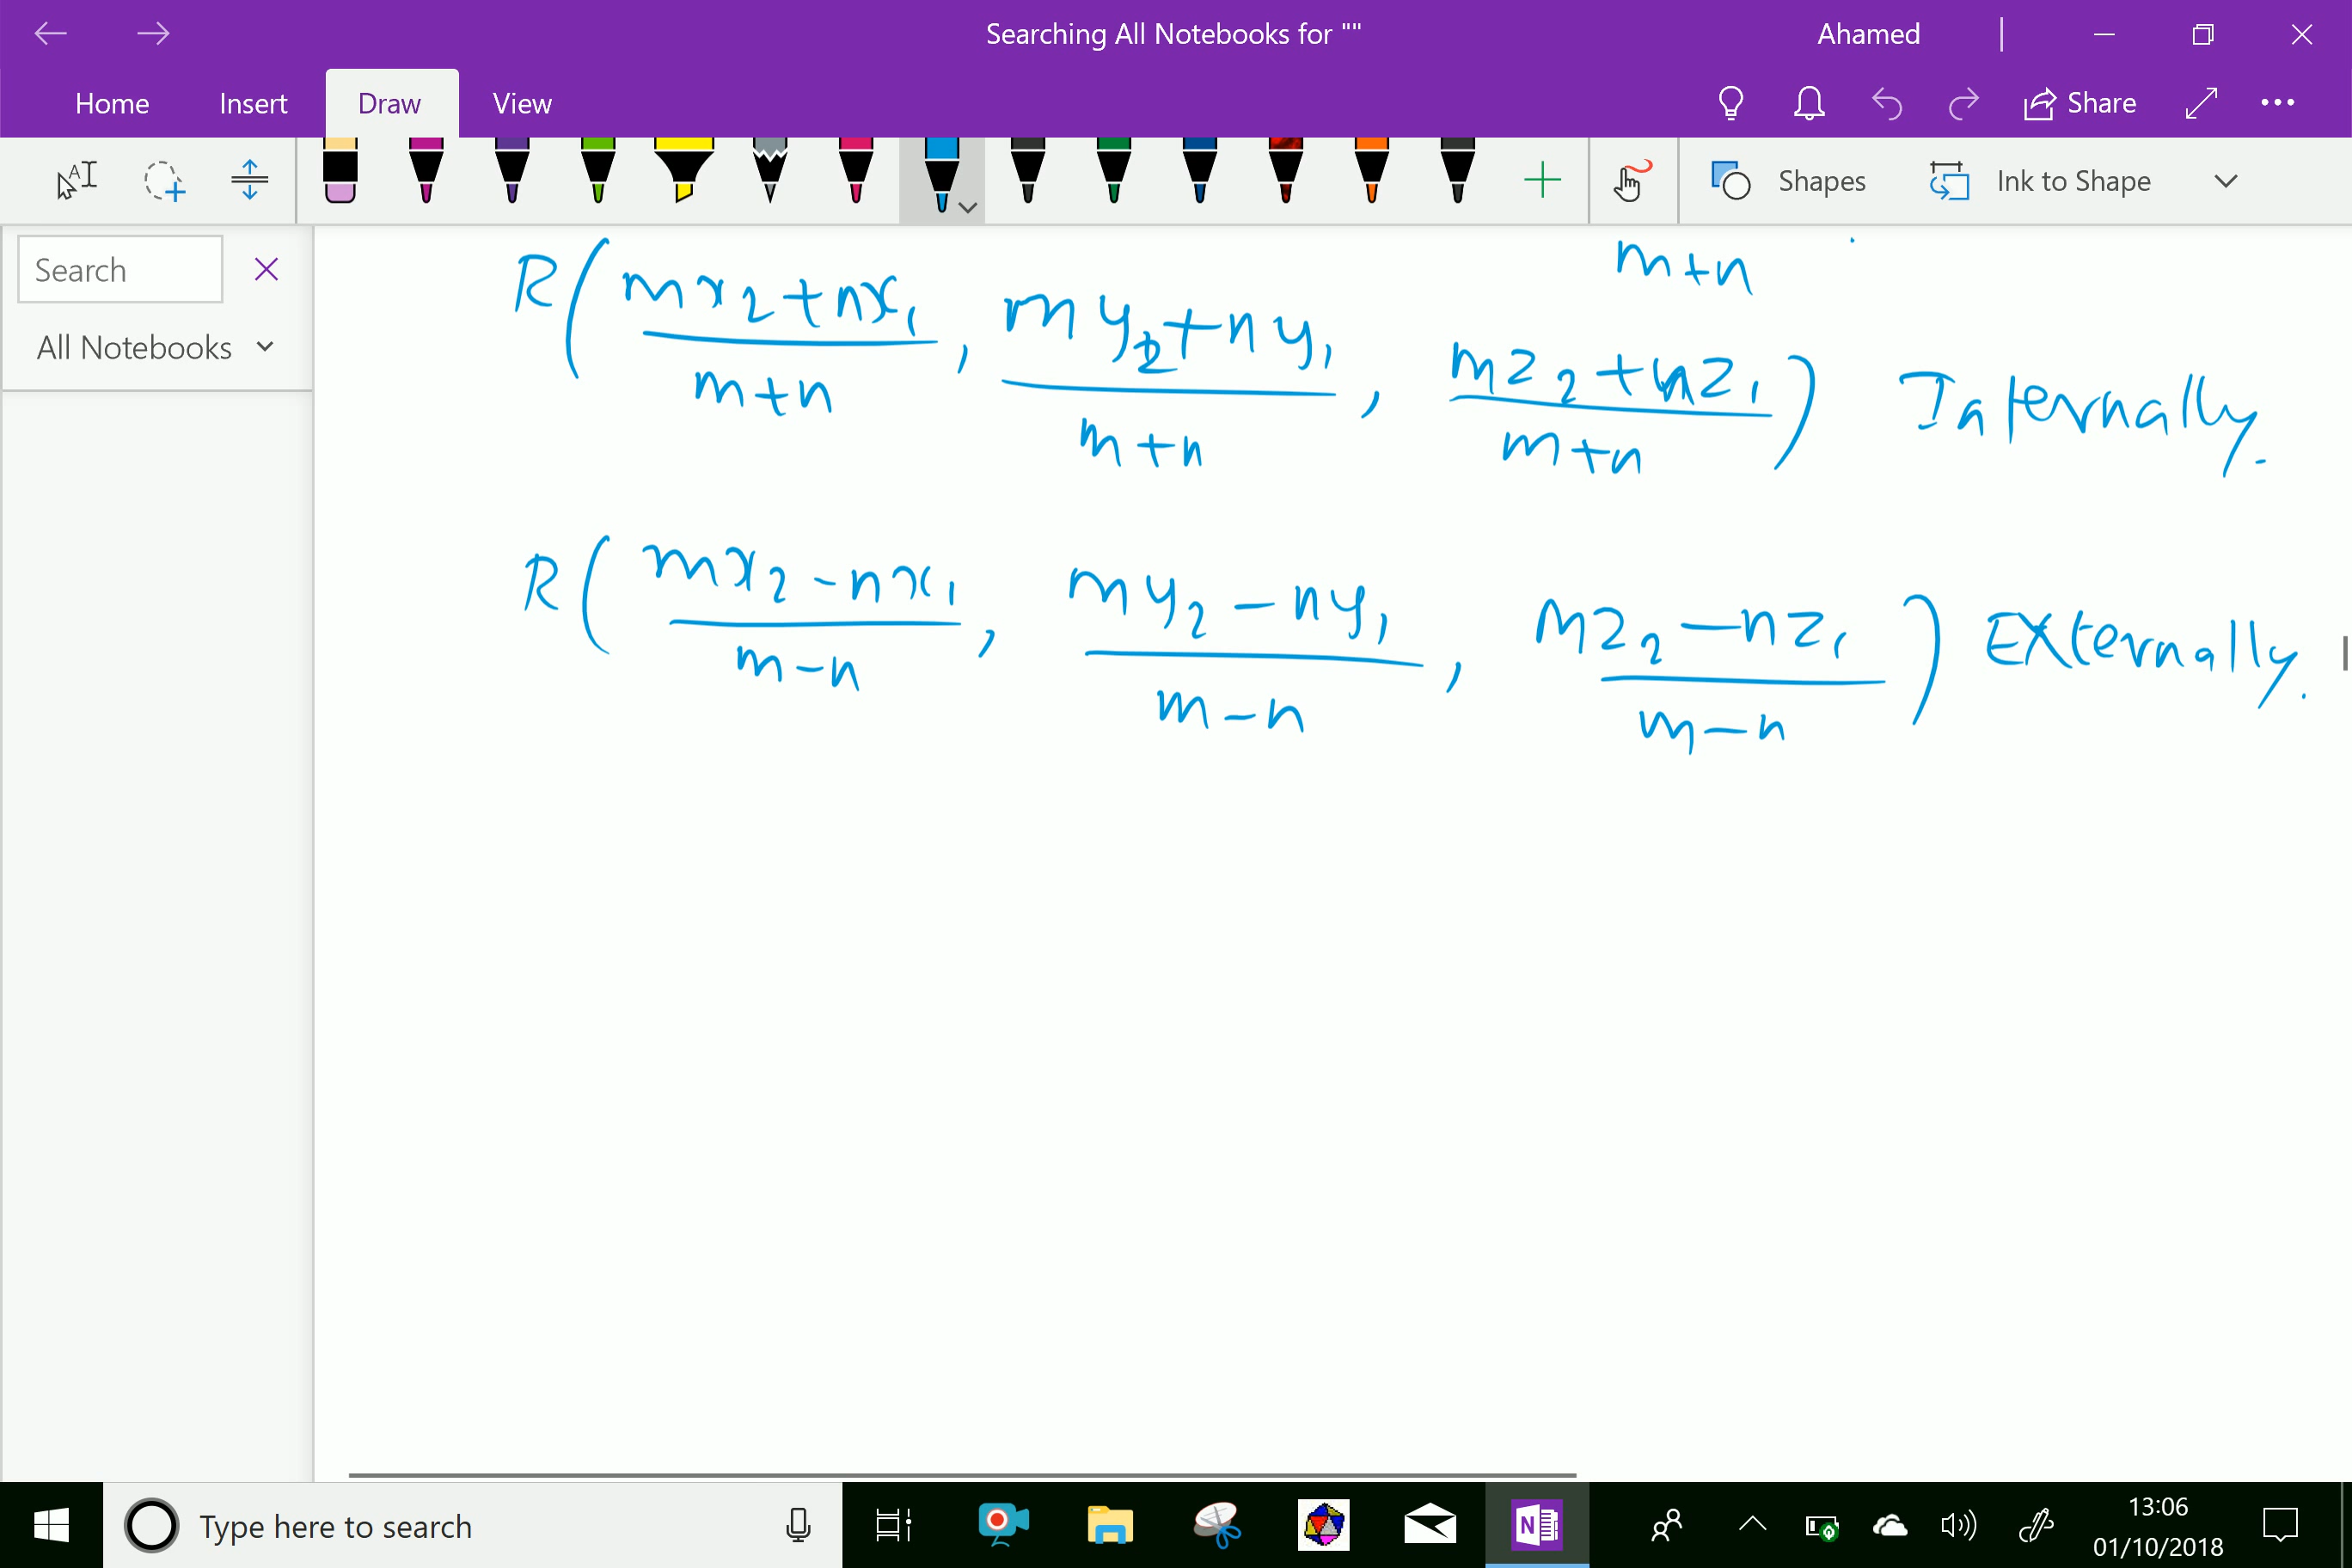 Searching All Notebooks for ""
Ahamed
Home Insert Draw View
Share
Shapes Ink to Shape
Search
All Notebooks
m+n
R(mx₂+nx₁/m+n, my₂+ny₁/m+n, mz₂+nz₁/m+n) Internally.
R(mx₂-nx₁/m-n, my₂-ny₁/m-n, mz₂-nz₁/m-n) Externally.
Type here to search
13:06
01/10/2018